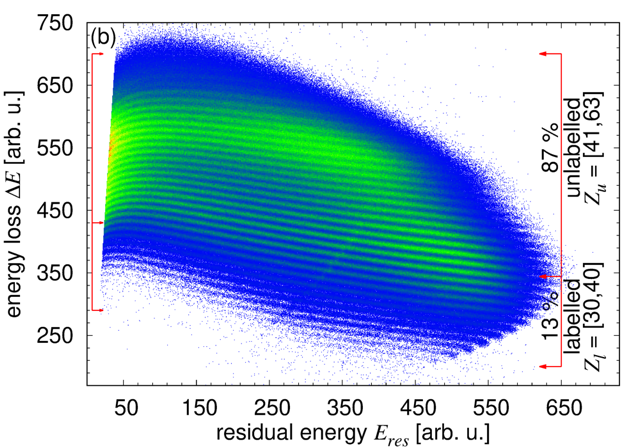 (b)
750
650
550
450
350
250
energy loss ΔE [arb. u.]
50 150 250 350 450 550 650
residual energy E_res [arb. u.]
87 %
unlabelled
Z_u = [41,63]
13 %
labelled
Z_l = [30,40]